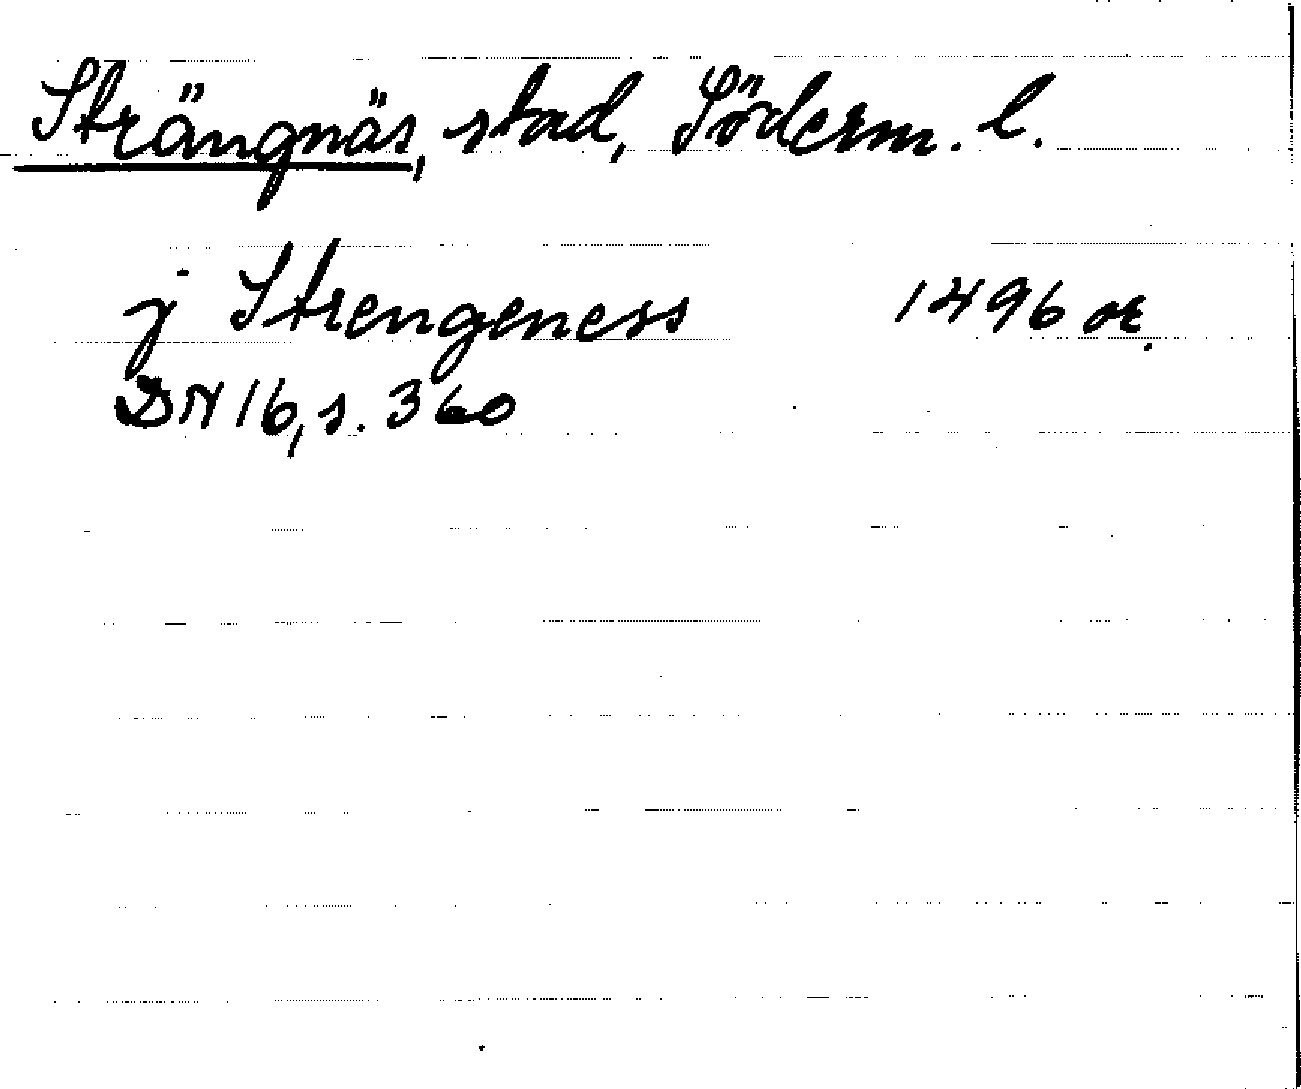 Strängnäs, stad, Söderm. l.
j Strengeness 1496 or.
DN 16, s. 360